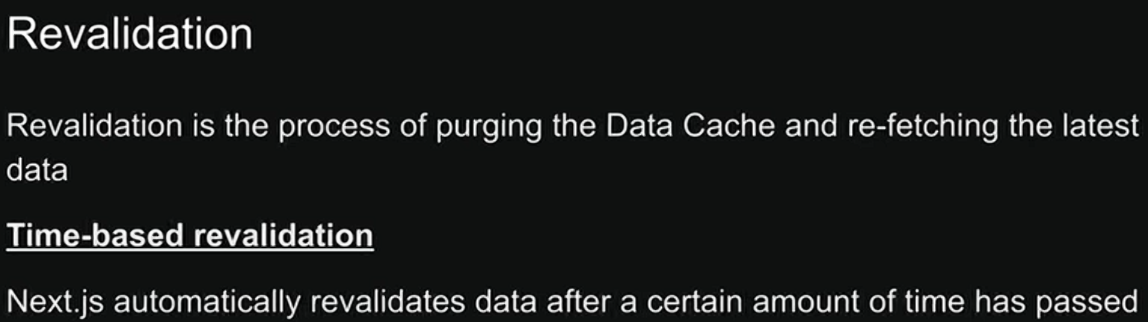 Revalidation
Revalidation is the process of purging the Data Cache and re-fetching the latest
data
Time-based revalidation
Next.js automatically revalidates data after a certain amount of time has passed